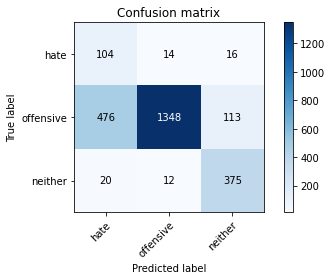 Confusion matrix
True label
hate
offensive
neither
104 14 16
476 1348 113
20 12 375
hate
offensive
neither
Predicted label
1200
1000
800
600
400
200